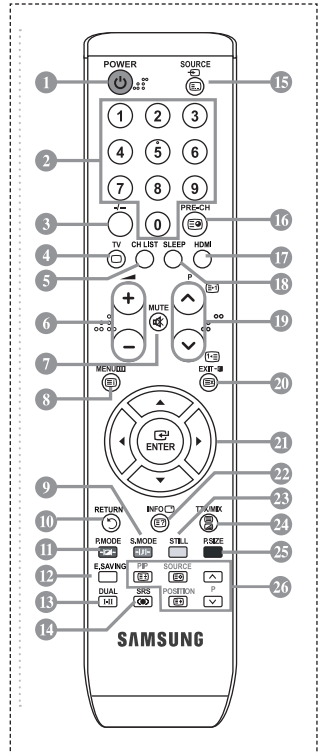 POWER SOURCE
1 15
1 2 3
2
4 5 6
7 8 9
-/-- 0 PRE-CH
3 16
TV CH LIST SLEEP HDMI
4 17
5 P 18
+
6 MUTE 19
−
7
MENU EXIT
8 20
ENTER
21
9 22
RETURN INFO TTX/MIX 23
10 24
P.MODE S.MODE STILL P.SIZE
11 25
E.SAVING PIP SOURCE
12 26
DUAL SRS POSITION P
13 I-II
14
SAMSUNG